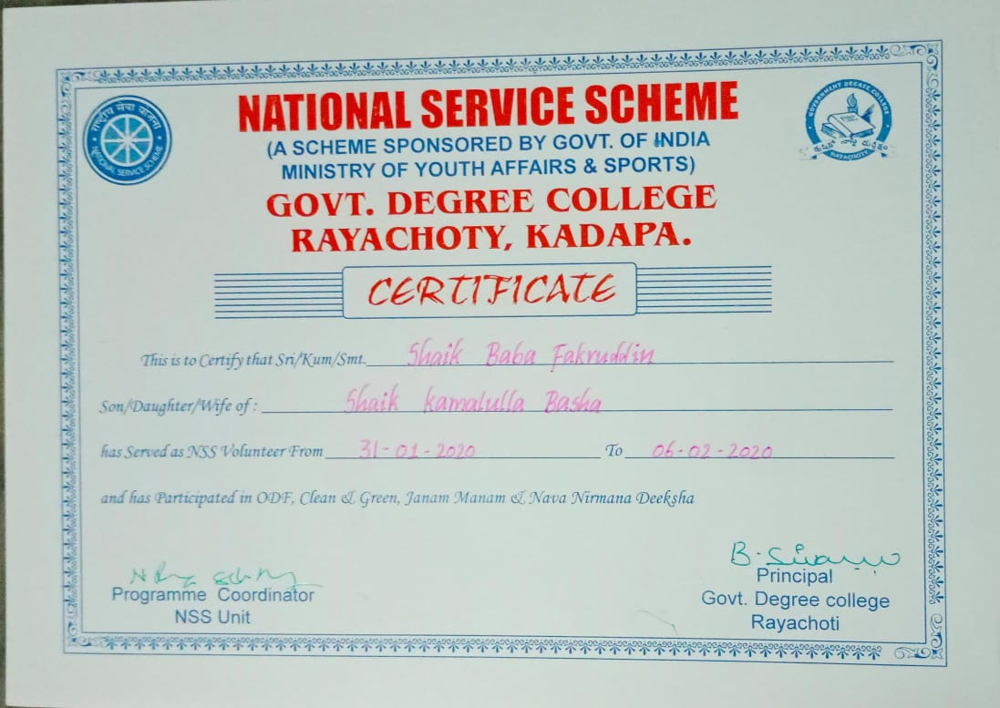 राष्ट्रीय सेवा योजना
NATIONAL SERVICE SCHEME
NATIONAL SERVICE SCHEME
(A SCHEME SPONSORED BY GOVT. OF INDIA
MINISTRY OF YOUTH AFFAIRS & SPORTS)
GOVERNMENT DEGREE COLLEGE
RAYACHOTY
GOVT. DEGREE COLLEGE
RAYACHOTY, KADAPA.
CERTIFICATE
This is to Certify that Sri/Kum/Smt. Shaik Baba Fakruddin
Son/Daughter/Wife of : Shaik Kamalulla Basha
has Served as NSS Volunteer From 31-01-2020 To 06-02-2020
and has Participated in ODF, Clean & Green, Janam Manam & Nava Nirmana Deeksha
Programme Coordinator
NSS Unit
Principal
Govt. Degree college
Rayachoti